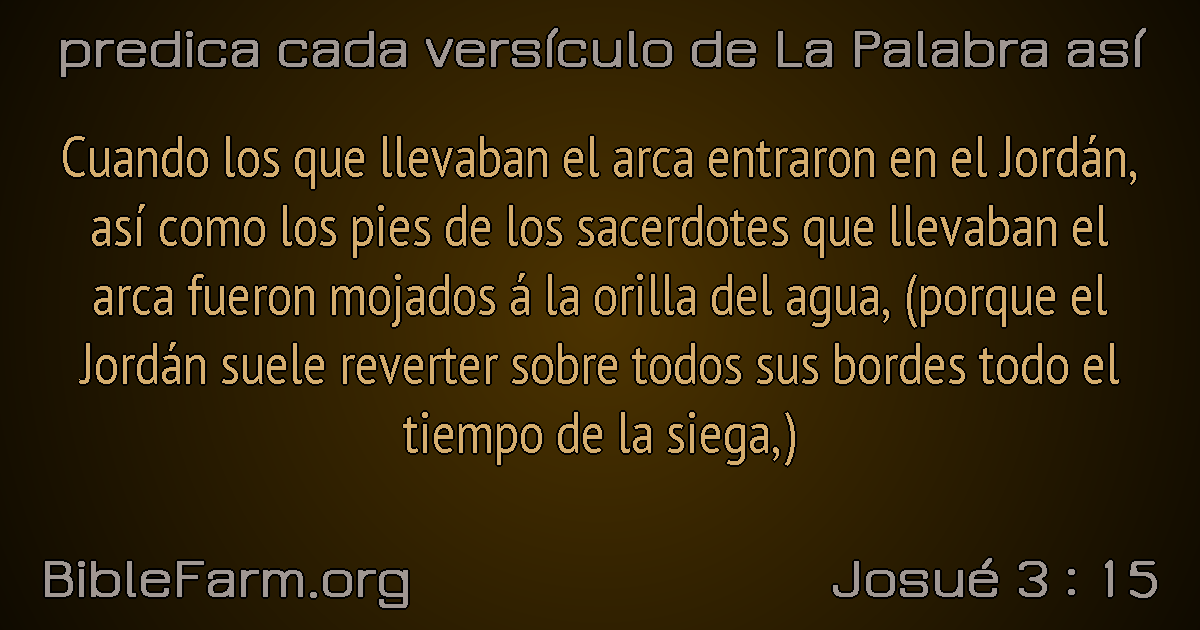 predica cada versículo de La Palabra así
Cuando los que llevaban el arca entraron en el Jordán,
así como los pies de los sacerdotes que llevaban el
arca fueron mojados á la orilla del agua, (porque el
Jordán suele reverter sobre todos sus bordes todo el
tiempo de la siega,)
BibleFarm.org
Josué 3 : 15